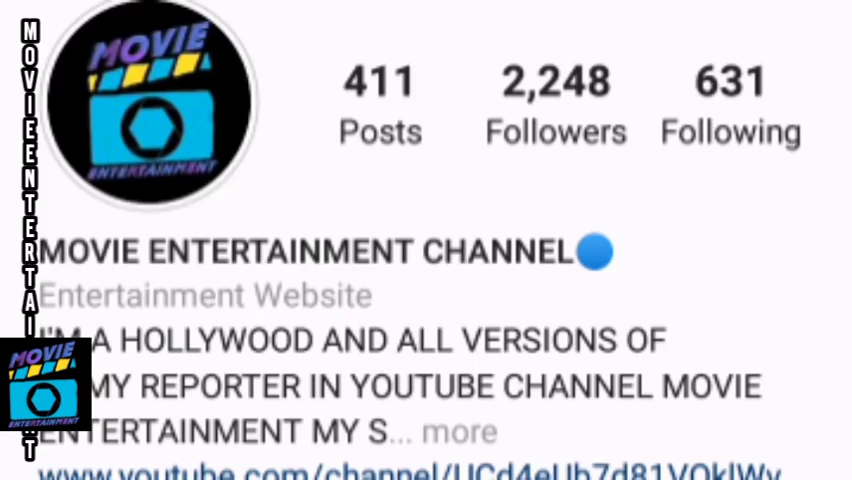 MOVIE
ENTERTAINMENT
411 2,248 631
Posts Followers Following
MOVIE ENTERTAINMENT CHANNEL
Entertainment Website
I'M A HOLLYWOOD AND ALL VERSIONS OF
MY REPORTER IN YOUTUBE CHANNEL MOVIE
ENTERTAINMENT MY S... more
MOVIE
ENTERTAINMENT